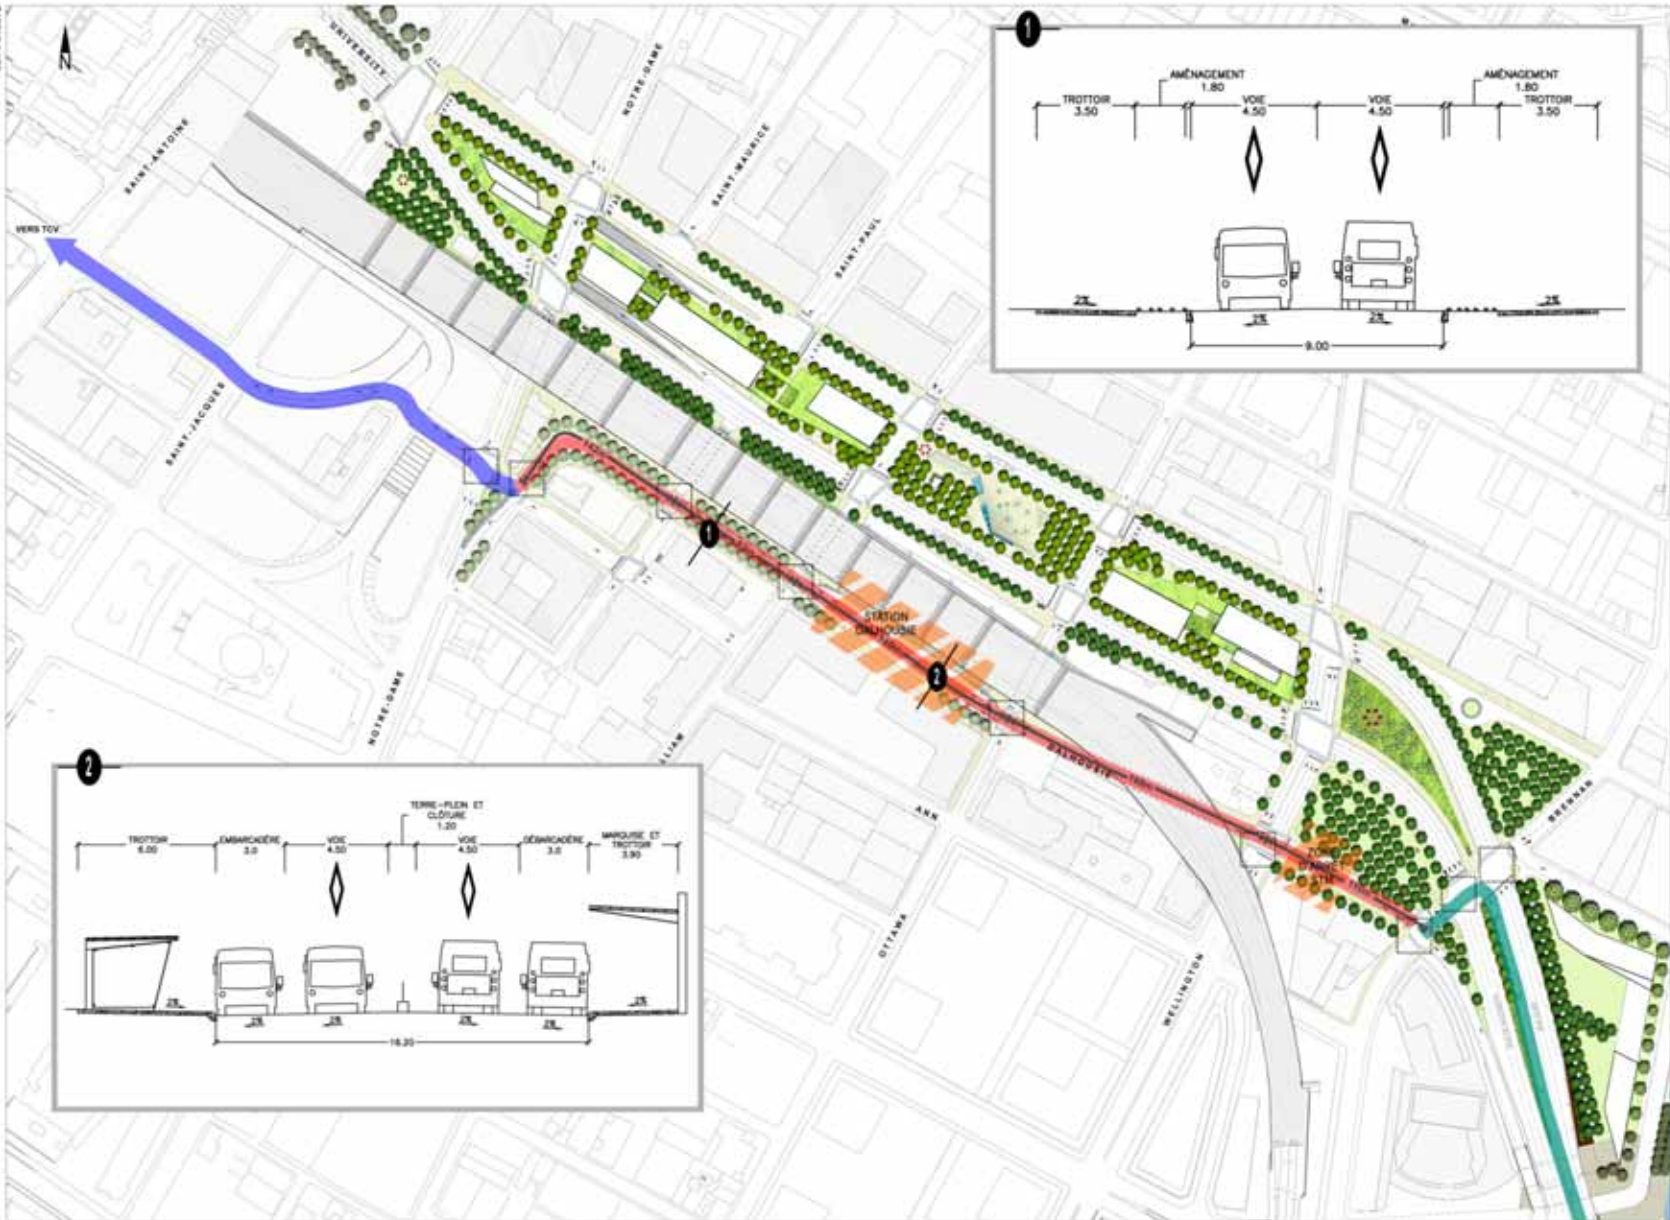 N
UNIVERSITY
NOTRE-DAME
SAINT-ANTOINE
SAINT-MAURICE
SAINT-PAUL
VERS TCV
SAINT-JACQUES
NOTRE-DAME
ANN
OTTAWA
WELLINGTON
BRENNAN
DALHOUSIE
STATION
DALHOUSIE
1
2
1
AMÉNAGEMENT
1.80
AMÉNAGEMENT
1.80
TROTTOIR
3.50
VOIE
4.50
VOIE
4.50
TROTTOIR
3.50
2%
2%
2%
2%
9.00
2
TERRE-PLEIN ET
CLÔTURE
1.20
TROTTOIR
6.00
EMBARCADÈRE
3.0
VOIE
4.50
VOIE
4.50
DÉBARCADÈRE
3.0
MARQUISE ET
TROTTOIR
3.90
2%
2%
2%
2%
2%
2%
16.20